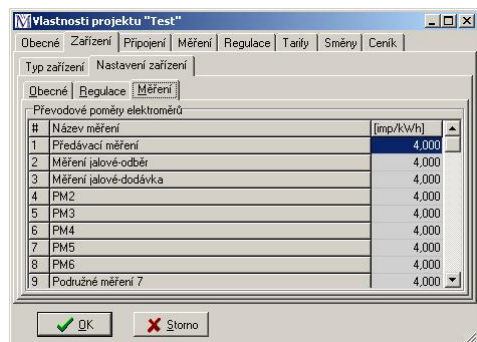 Vlastnosti projektu "Test"
Obecné Zařízení Připojení Měření Regulace Tarify Směny Ceník
Typ zařízení Nastavení zařízení
Obecné Regulace Měření
Převodové poměry elektroměrů
# Název měření [imp/kWh]
1 Předávací měření 4,000
2 Měření jalové-odběr 4,000
3 Měření jalové-dodávka 4,000
4 PM2 4,000
5 PM3 4,000
6 PM4 4,000
7 PM5 4,000
8 PM6 4,000
9 Podružné měření 7 4,000
OK Storno